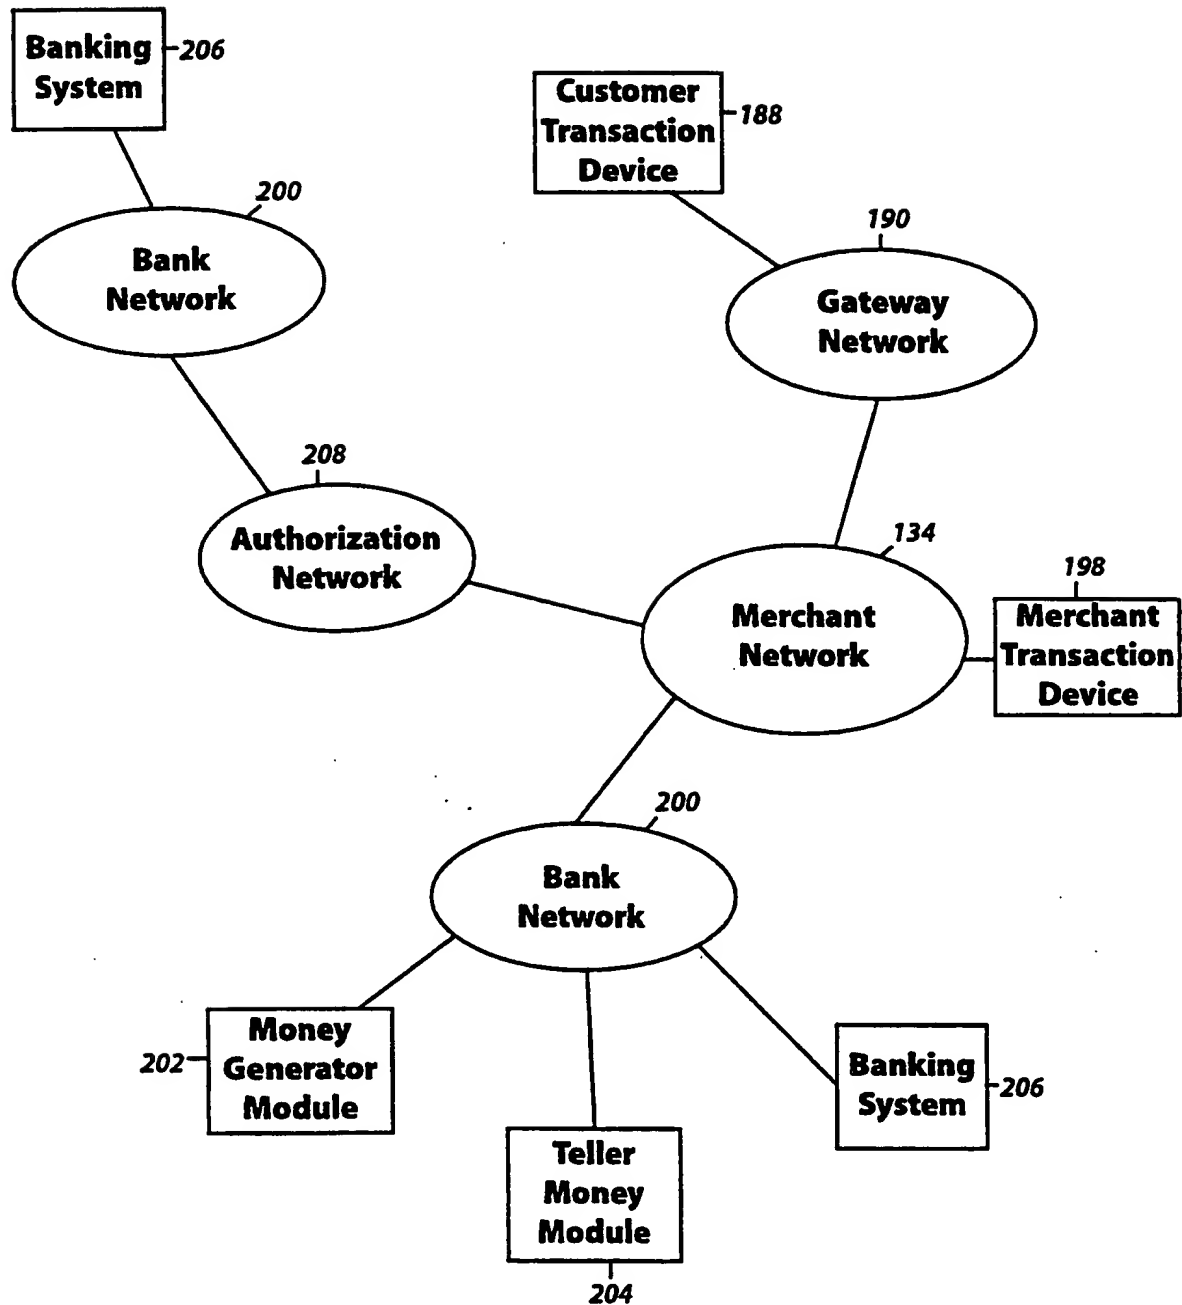 Banking
System
206
Customer
Transaction
Device
188
200
Bank
Network
190
Gateway
Network
208
Authorization
Network
134
Merchant
Network
198
Merchant
Transaction
Device
200
Bank
Network
Money
Generator
Module
202
Banking
System
206
Teller
Money
Module
204